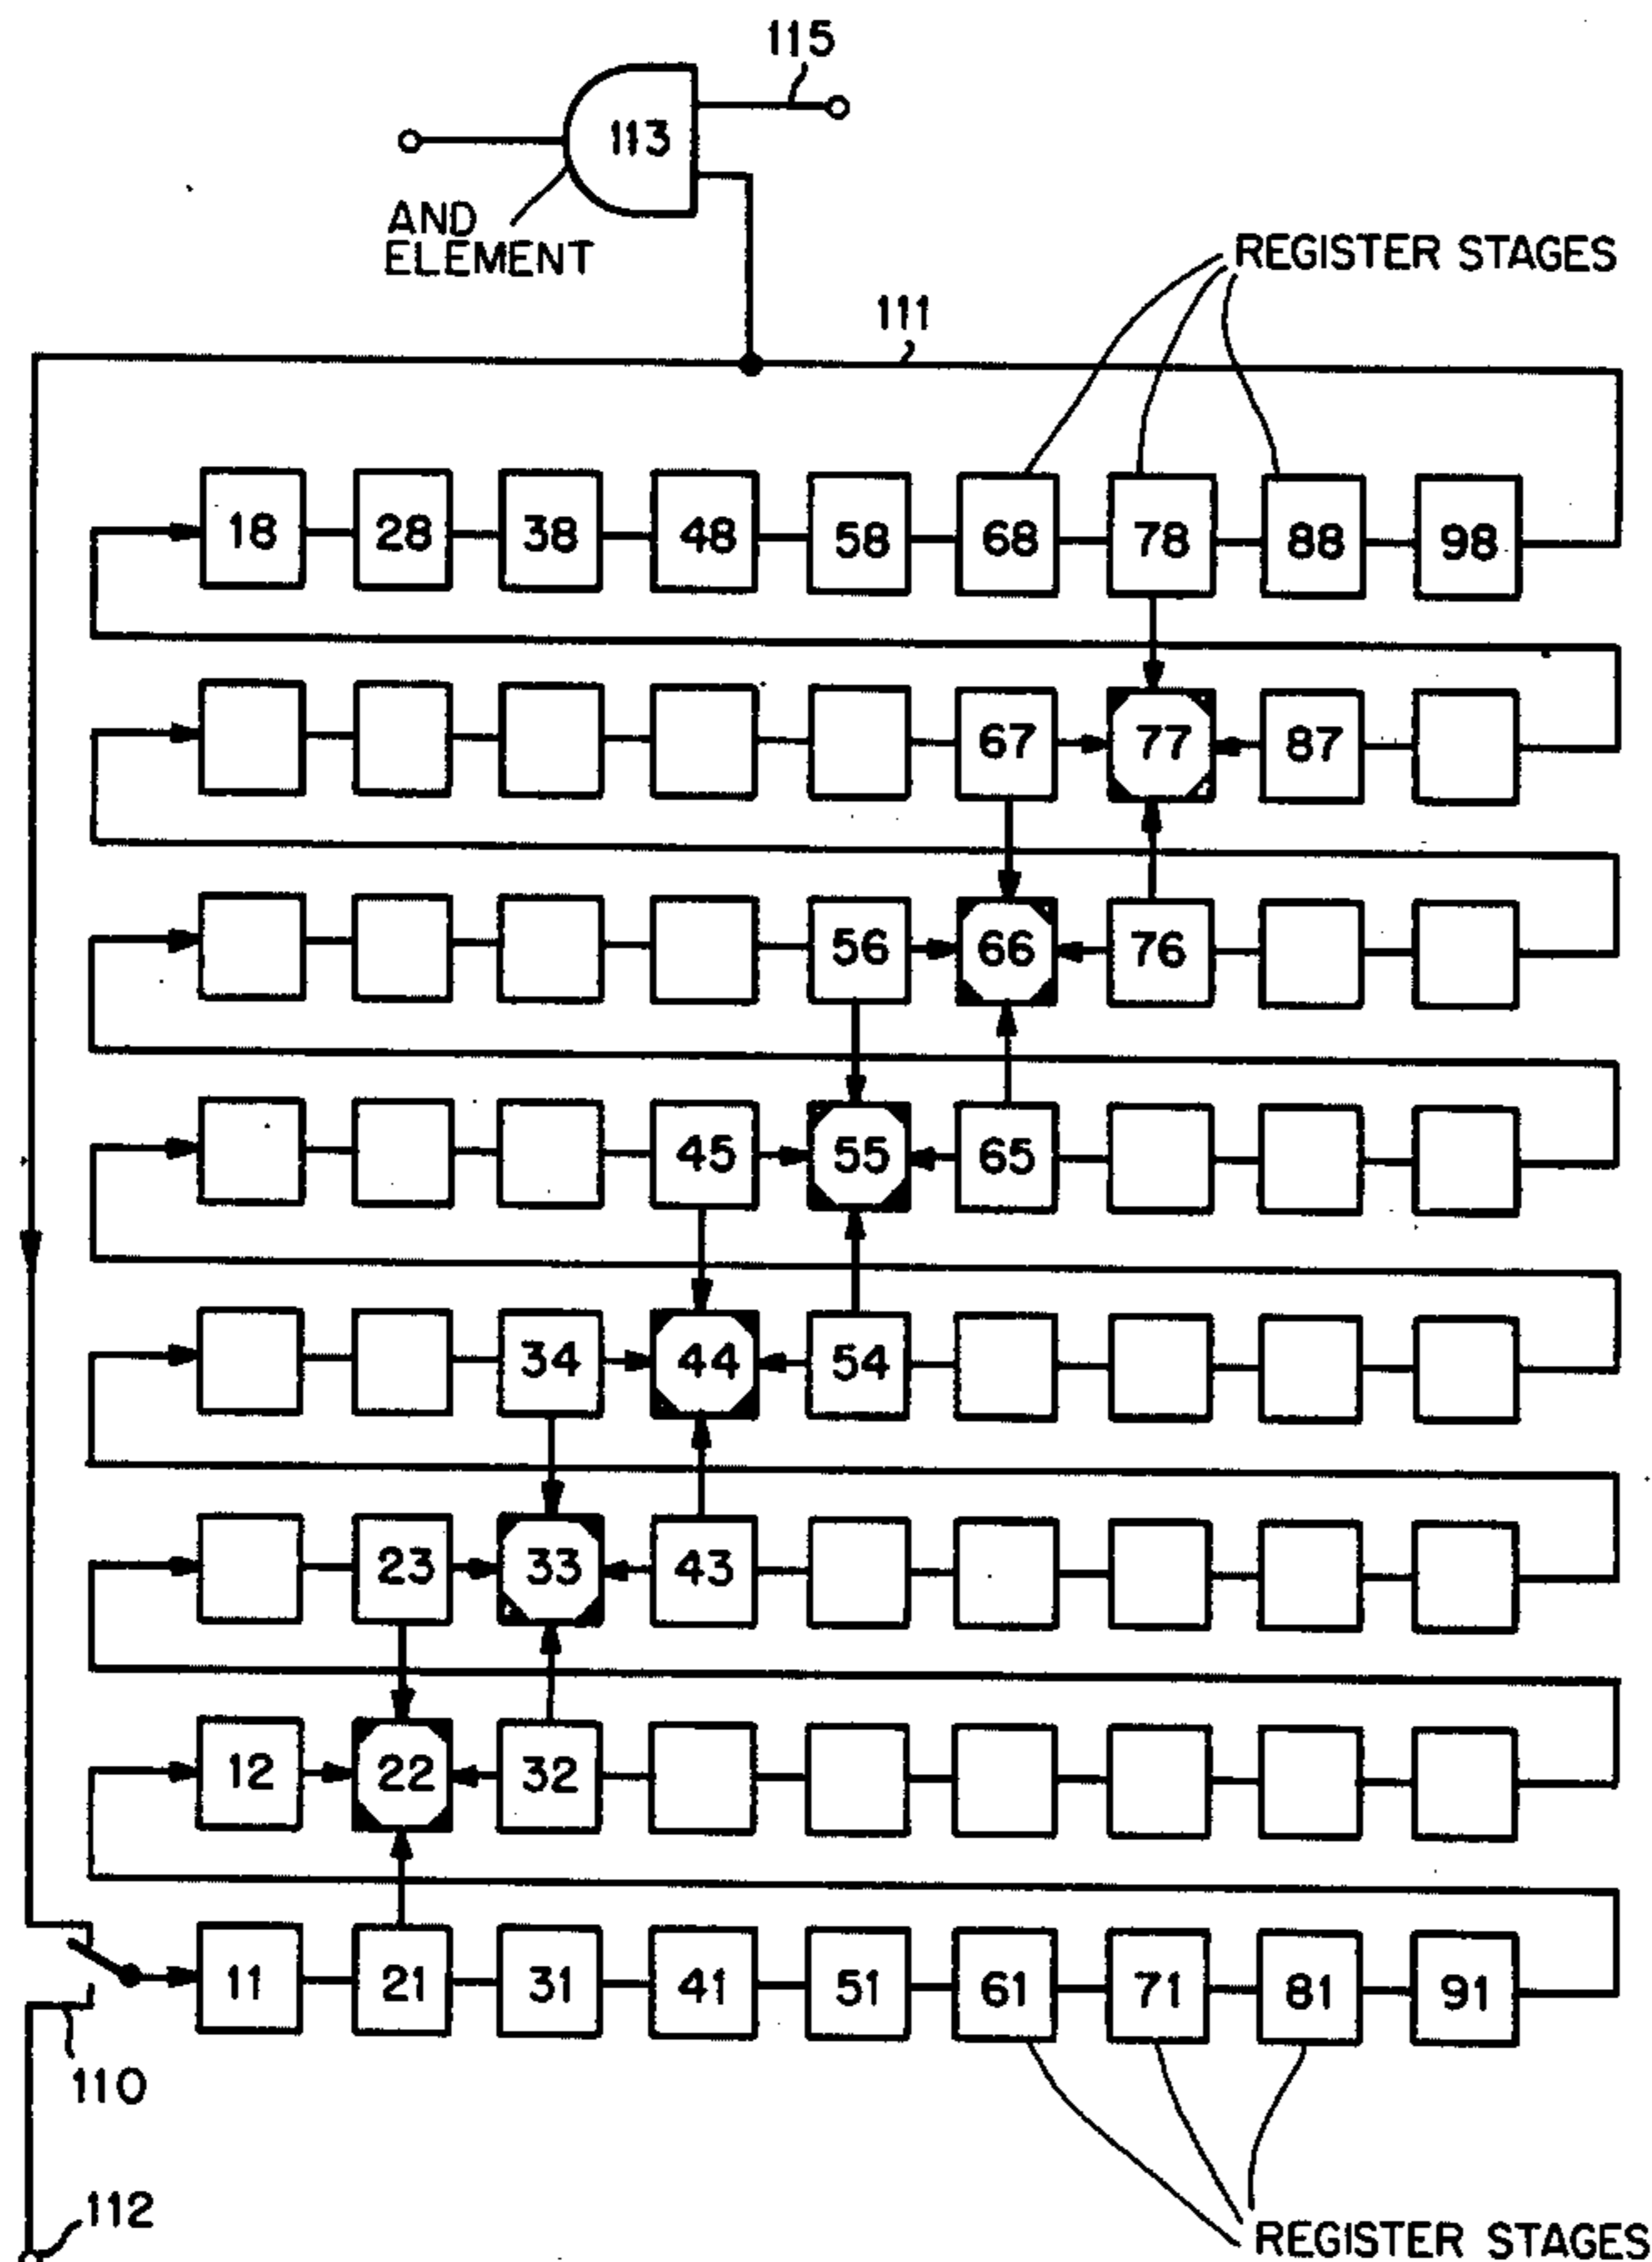 115
113
AND
ELEMENT
REGISTER STAGES
111
18 28 38 48 58 68 78 88 98
67 77 87
56 66 76
45 55 65
34 44 54
23 33 43
12 22 32
11 21 31 41 51 61 71 81 91
110
112
REGISTER STAGES